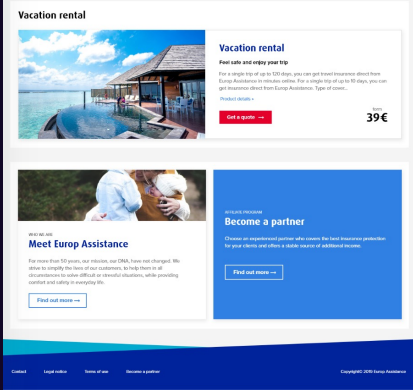 Vacation rental
Vacation rental
Feel safe and enjoy your trip
For a single trip of up to 120 days, you can get travel insurance direct from
Europ Assistance in minutes online. For a single trip of up to 10 days, you can
get insurance direct from Europ Assistance. Type of cover...
Product details »
Get a quote →
from
39€
WHO WE ARE
Meet Europ Assistance
For more than 50 years, our mission, our DNA, have not changed: We
strive to simplify the lives of our customers, to help them in all
circumstances to solve difficult or stressful situations, while providing
comfort and safety in everyday life.
Find out more →
AFFILIATE PROGRAM
Become a partner
Choose an experienced partner who covers the best insurance protection
for your clients and offers a stable source of additional income.
Find out more →
Contact
Legal notice
Terms of use
Become a partner
Copyright© 2019 Europ Assistance